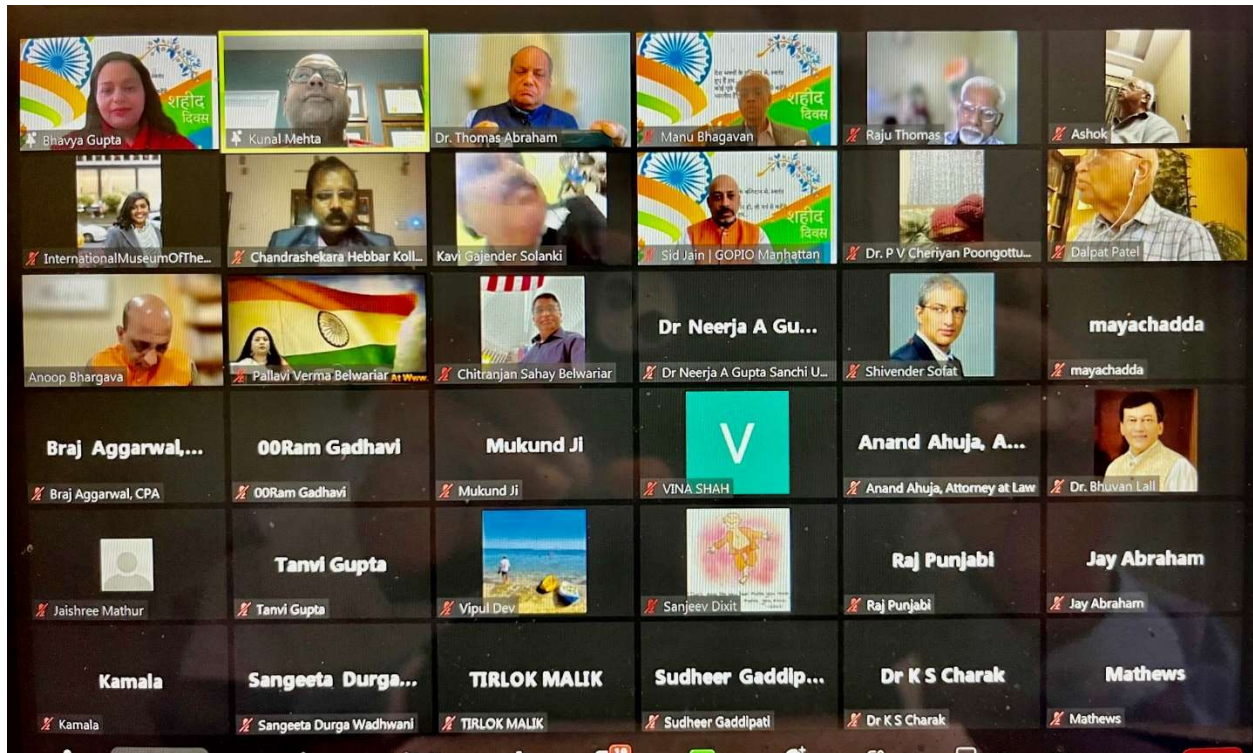 शहीद
दिवस
Bhavya Gupta
Kunal Mehta
Dr. Thomas Abraham
शहीद
दिवस
Manu Bhagavan
Raju Thomas
Ashok
InternationalMuseumOfThe...
Chandrashekara Hebbar Koll...
Kavi Gajender Solanki
शहीद
दिवस
Sid Jain | GOPIO Manhattan
Dr. P V Cheriyan Poongottu...
Dalpat Patel
Anoop Bhargava
Pallavi Verma Belwariar
At Www.
Chitranjan Sahay Belwariar
Dr Neerja A Gu...
Dr Neerja A Gupta Sanchi U...
Shivender Sofat
mayachadda
mayachadda
Braj Aggarwal,...
Braj Aggarwal, CPA
00Ram Gadhavi
00Ram Gadhavi
Mukund Ji
Mukund Ji
V
VINA SHAH
Anand Ahuja, A...
Anand Ahuja, Attorney at Law
Dr. Bhuvan Lall
Jaishree Mathur
Tanvi Gupta
Tanvi Gupta
Vipul Dev
Sanjeev Dixit
Raj Punjabi
Raj Punjabi
Jay Abraham
Jay Abraham
Kamala
Kamala
Sangeeta Durga...
Sangeeta Durga Wadhwani
TIRLOK MALIK
TIRLOK MALIK
Sudheer Gaddip...
Sudheer Gaddipati
Dr K S Charak
Dr K S Charak
Mathews
Mathews